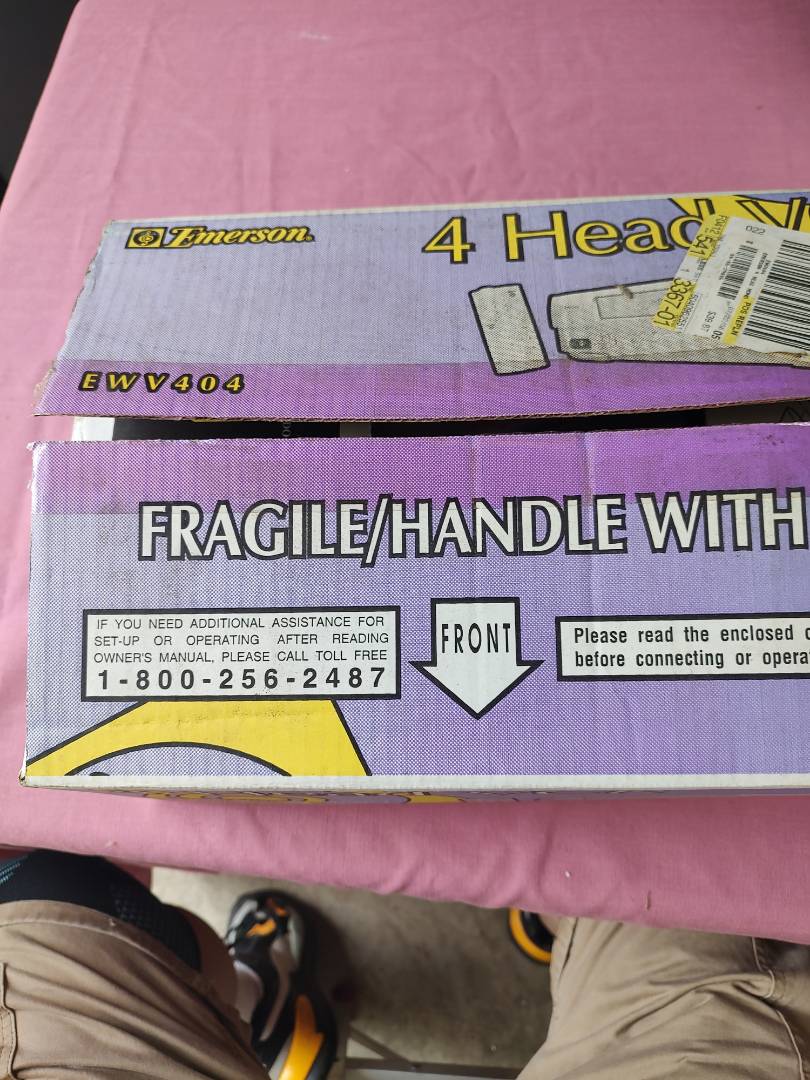 Emerson.
4 Head
EWV404
FRAGILE/HANDLE WITH
IF YOU NEED ADDITIONAL ASSISTANCE FOR
SET-UP OR OPERATING AFTER READING
OWNER'S MANUAL, PLEASE CALL TOLL FREE
1-800-256-2487
FRONT
Please read the enclosed
before connecting or